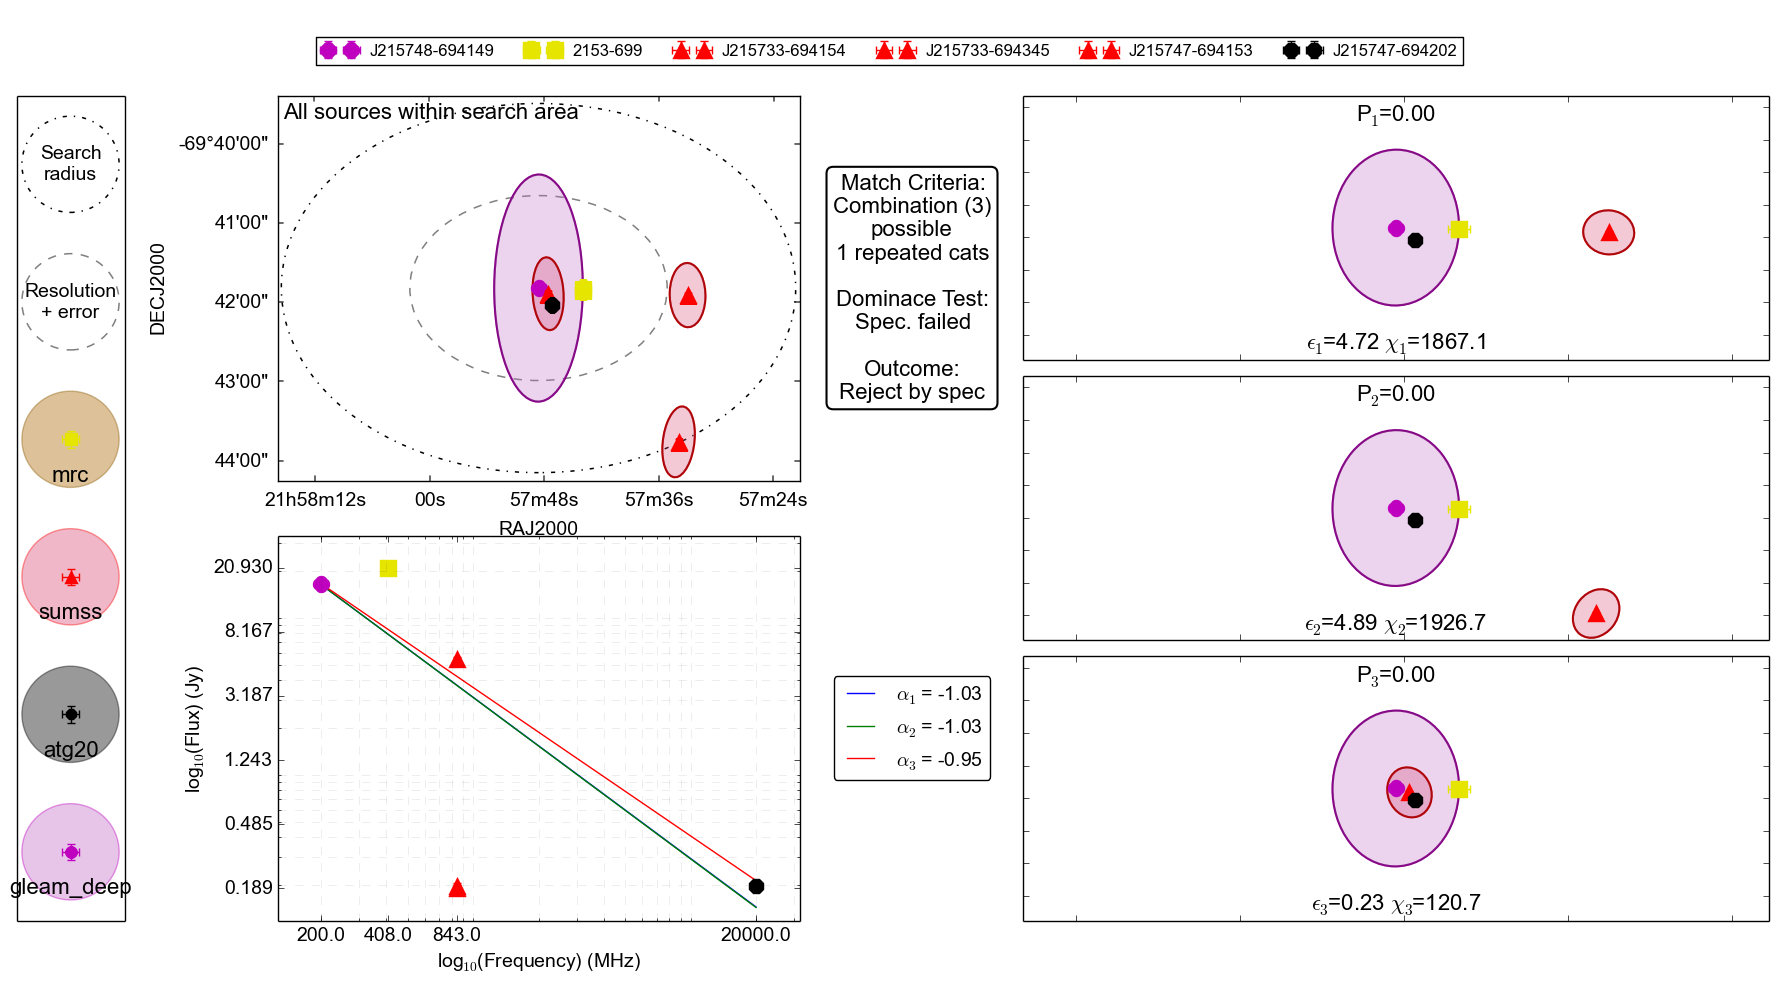 J215748-694149 2153-699 J215733-694154 J215733-694345 J215747-694153 J215747-694202
Search
radius
Resolution
+ error
mrc
sumss
atg20
gleam_deep
All sources within search area
DECJ2000
-69°40'00"
41'00"
42'00"
43'00"
44'00"
21h58m12s 00s 57m48s 57m36s 57m24s
RAJ2000
Match Criteria:
Combination (3)
possible
1 repeated cats
Dominace Test:
Spec. failed
Outcome:
Reject by spec
log10(Flux) (Jy)
20.930
8.167
3.187
1.243
0.485
0.189
200.0 408.0 843.0 20000.0
log10(Frequency) (MHz)
α1 = -1.03
α2 = -1.03
α3 = -0.95
P1=0.00
ϵ1=4.72 χ1=1867.1
P2=0.00
ϵ2=4.89 χ2=1926.7
P3=0.00
ϵ3=0.23 χ3=120.7